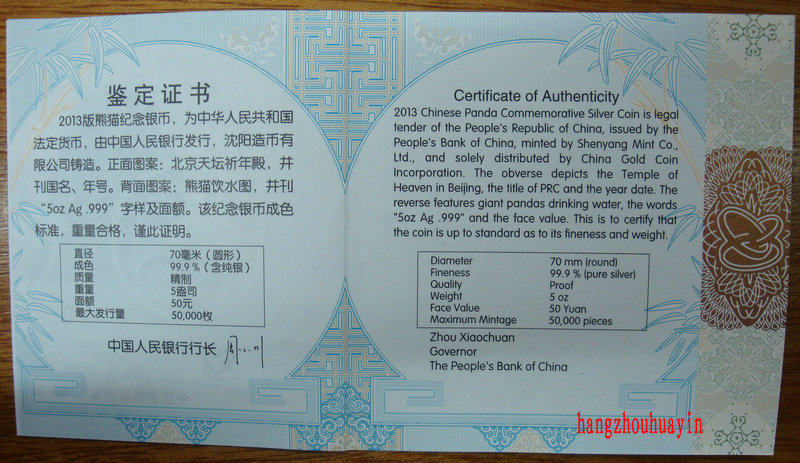 鉴定证书
2013版熊猫纪念银币，为中华人民共和国
法定货币，由中国人民银行发行，沈阳造币有
限公司铸造。正面图案：北京天坛祈年殿，并
刊国名、年号。背面图案：熊猫饮水图，并刊
“5oz Ag .999”字样及面额。该纪念银币成色
标准，重量合格，谨此证明。
直径 70毫米（圆形）
成色 99.9％（含纯银）
质量 精制
重量 5盎司
面额 50元
最大发行量 50,000枚
中国人民银行行长
Certificate of Authenticity
2013 Chinese Panda Commemorative Silver Coin is legal
tender of the People's Republic of China, issued by the
People's Bank of China, minted by Shenyang Mint Co.,
Ltd., and solely distributed by China Gold Coin
Incorporation. The obverse depicts the Temple of
Heaven in Beijing, the title of PRC and the year date. The
reverse features giant pandas drinking water, the words
"5oz Ag .999" and the face value. This is to certify that
the coin is up to standard as to its fineness and weight.
Diameter 70 mm (round)
Fineness 99.9 % (pure silver)
Quality Proof
Weight 5 oz
Face Value 50 Yuan
Maximum Mintage 50,000 pieces
Zhou Xiaochuan
Governor
The People's Bank of China
hangzhouhuayin